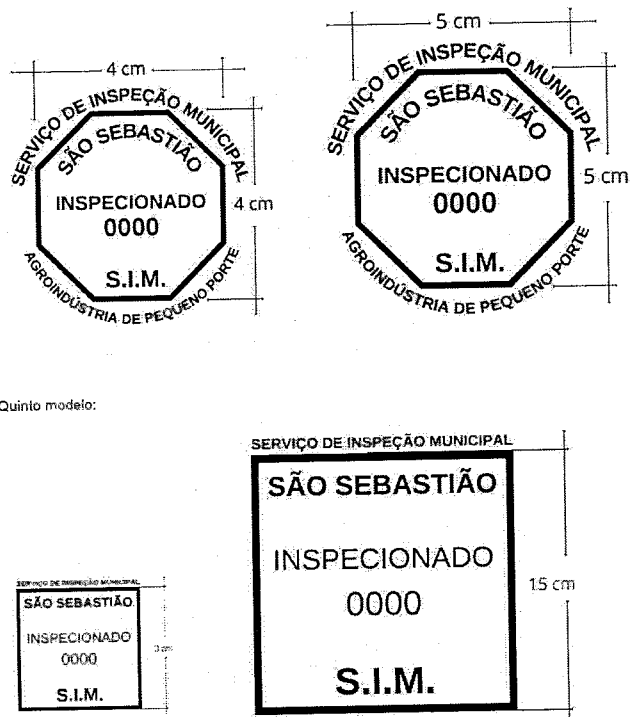 4 cm
SERVIÇO DE INSPEÇÃO MUNICIPAL
SÃO SEBASTIÃO
INSPECIONADO
0000
S.I.M.
AGROINDÚSTRIA DE PEQUENO PORTE
4 cm
5 cm
SERVIÇO DE INSPEÇÃO MUNICIPAL
SÃO SEBASTIÃO
INSPECIONADO
0000
S.I.M.
AGROINDÚSTRIA DE PEQUENO PORTE
5 cm
Quinto modelo:
SERVIÇO DE INSPEÇÃO MUNICIPAL
SÃO SEBASTIÃO
INSPECIONADO
0000
S.I.M.
3 cm
SERVIÇO DE INSPEÇÃO MUNICIPAL
SÃO SEBASTIÃO
INSPECIONADO
0000
S.I.M.
15 cm